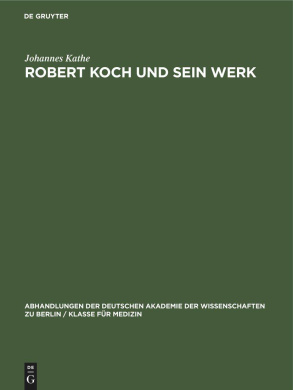 DE GRUYTER
Johannes Kathe
ROBERT KOCH UND SEIN WERK
ABHANDLUNGEN DER DEUTSCHEN AKADEMIE DER WISSENSCHAFTEN
ZU BERLIN / KLASSE FÜR MEDIZIN
DE
G